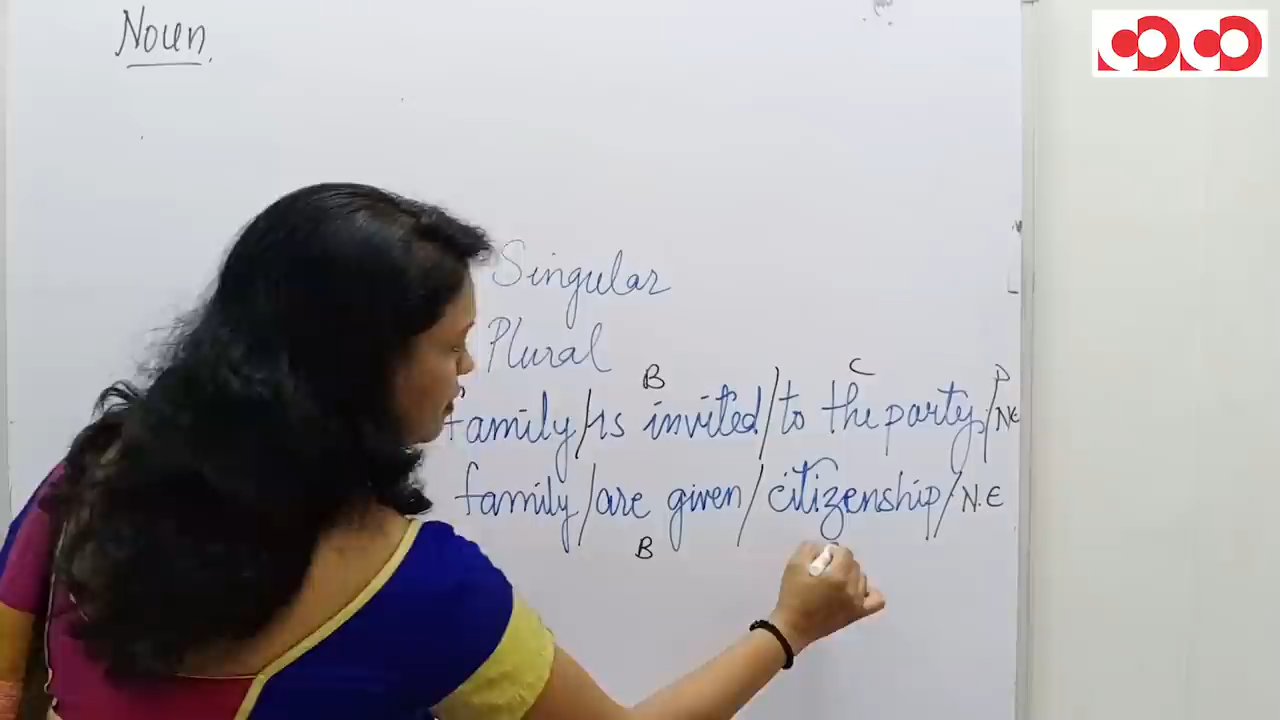 Noun.
Singular
Plural
B C D
family/is invited/to the party,/N.E
family/are given/citizenship/N.E
B